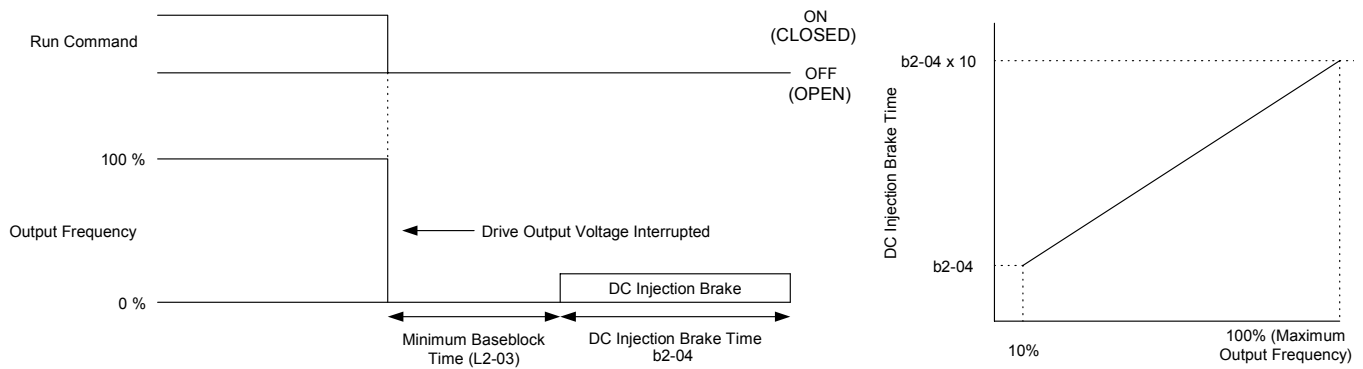 Run Command
ON
(CLOSED)
OFF
(OPEN)
100 %
Output Frequency
Drive Output Voltage Interrupted
DC Injection Brake
0 %
Minimum Baseblock
Time (L2-03)
DC Injection Brake Time
b2-04
DC Injection Brake Time
b2-04 x 10
b2-04
10%
100% (Maximum
Output Frequency)